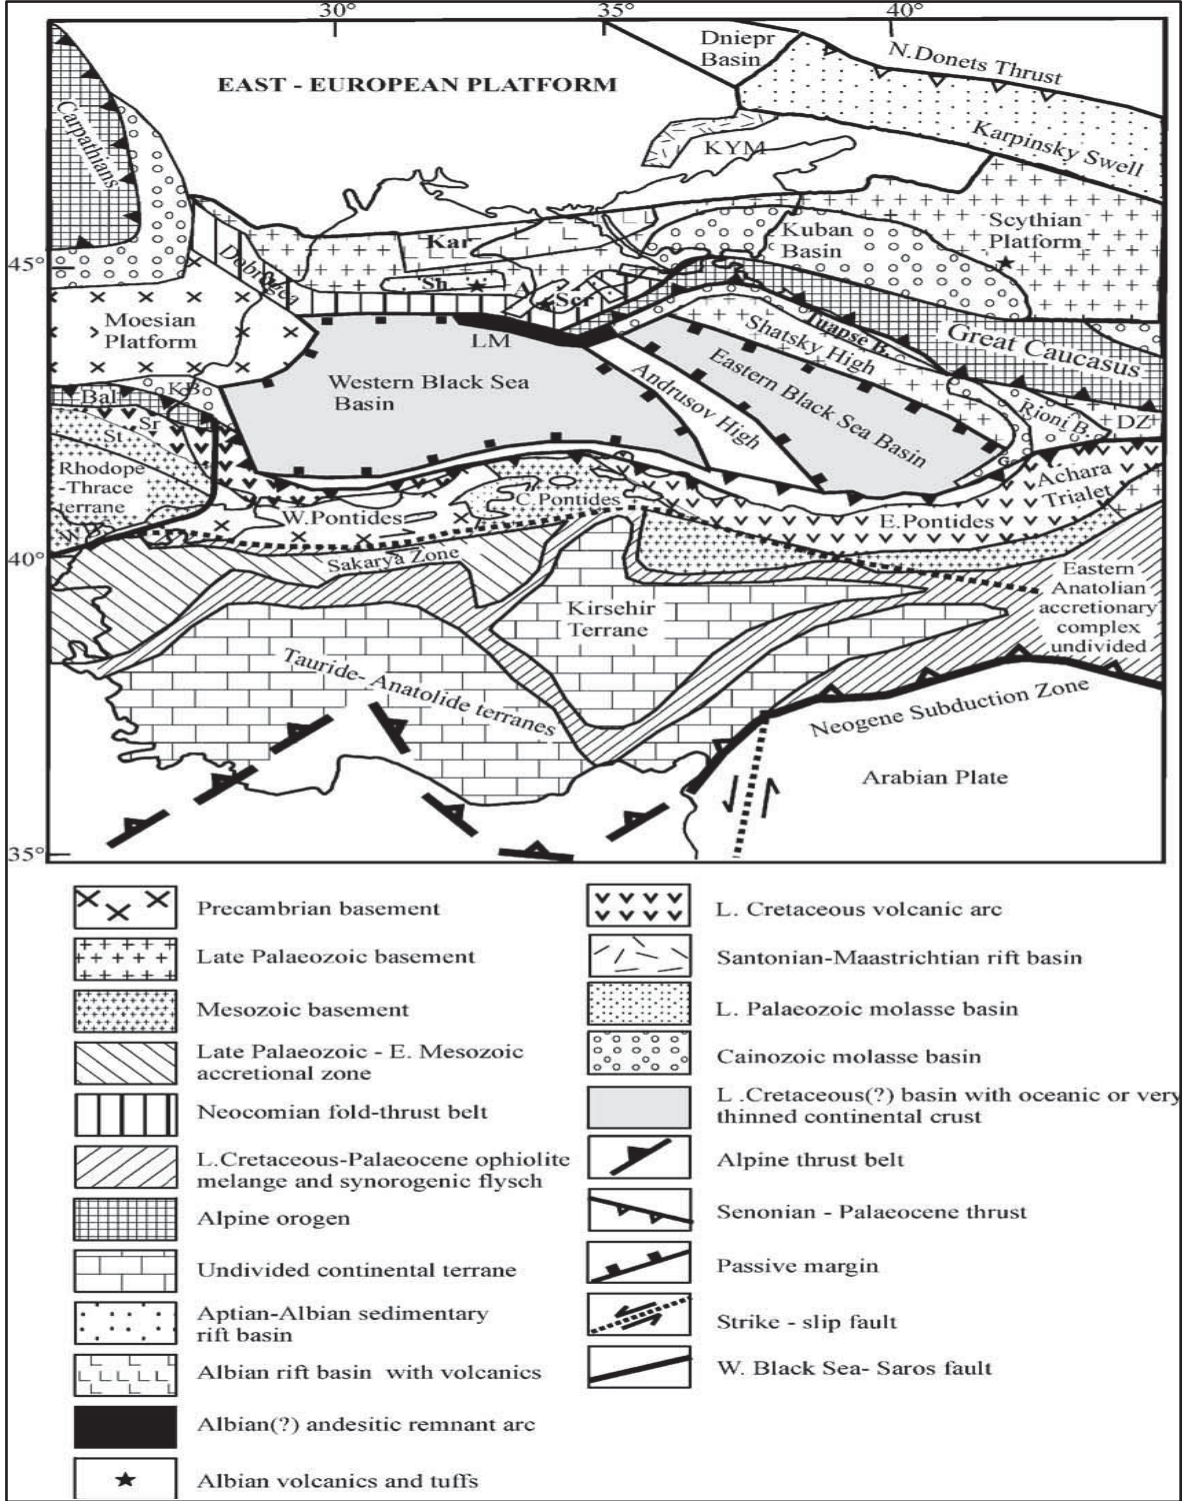 30°
35°
40°
Dniepr
Basin
N.Donets Thrust
EAST - EUROPEAN PLATFORM
Carpathians
KYM
Karpinsky Swell
Scythian
Platform
Kuban
Basin
45°
Dobrogea
Kar
Sh
A
Scr
Moesian
Platform
LM
Tuapse B.
Shatsky High
Great Caucasus
Western Black Sea
Basin
Andrusov High
Eastern Black Sea Basin
Rioni B.
DZ
Bal
KB
Sr
St
Rhodope
-Thrace
terrane
G
Achara
Trialet
C.Pontides
W.Pontides
E.Pontides
40°
Sakarya Zone
Kirsehir
Terrane
Eastern
Anatolian
accretionary
complex
undivided
Tauride- Anatolide terranes
Neogene Subduction Zone
Arabian Plate
35°
Precambrian basement
Late Palaeozoic basement
Mesozoic basement
Late Palaeozoic - E. Mesozoic
accretional zone
Neocomian fold-thrust belt
L.Cretaceous-Palaeocene ophiolite
melange and synorogenic flysch
Alpine orogen
Undivided continental terrane
Aptian-Albian sedimentary
rift basin
Albian rift basin with volcanics
Albian(?) andesitic remnant arc
Albian volcanics and tuffs
L. Cretaceous volcanic arc
Santonian-Maastrichtian rift basin
L. Palaeozoic molasse basin
Cainozoic molasse basin
L .Cretaceous(?) basin with oceanic or very
thinned continental crust
Alpine thrust belt
Senonian - Palaeocene thrust
Passive margin
Strike - slip fault
W. Black Sea- Saros fault